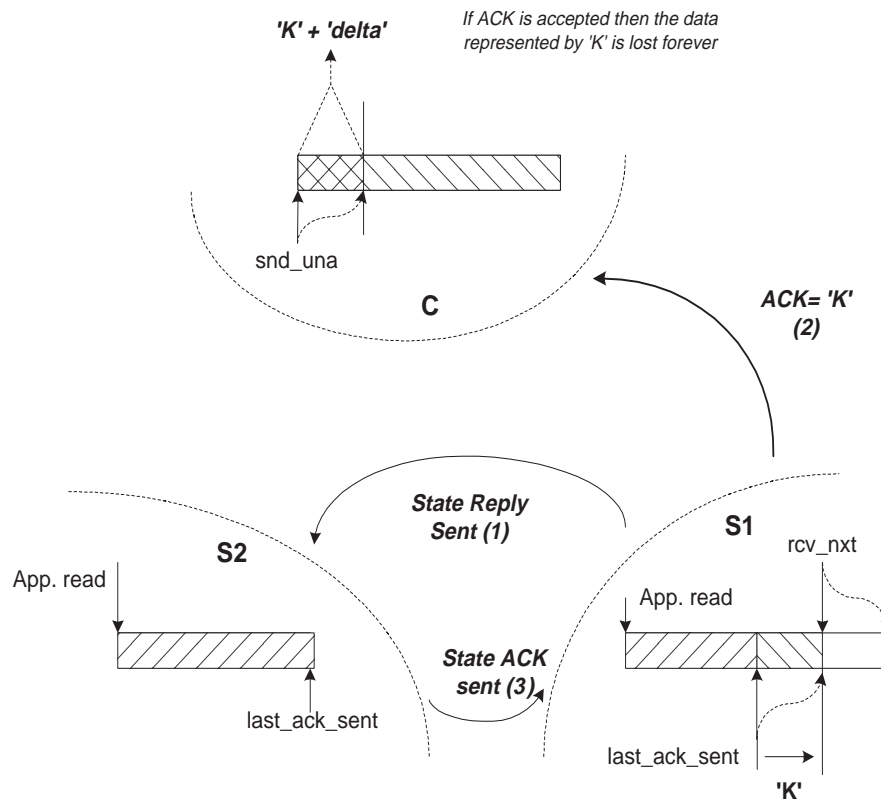 If ACK is accepted then the data
represented by 'K' is lost forever
'K' + 'delta'
snd_una
C
ACK= 'K'
(2)
State Reply
Sent (1)
S2
S1
rcv_nxt
App. read
App. read
State ACK
sent (3)
last_ack_sent
last_ack_sent
'K'